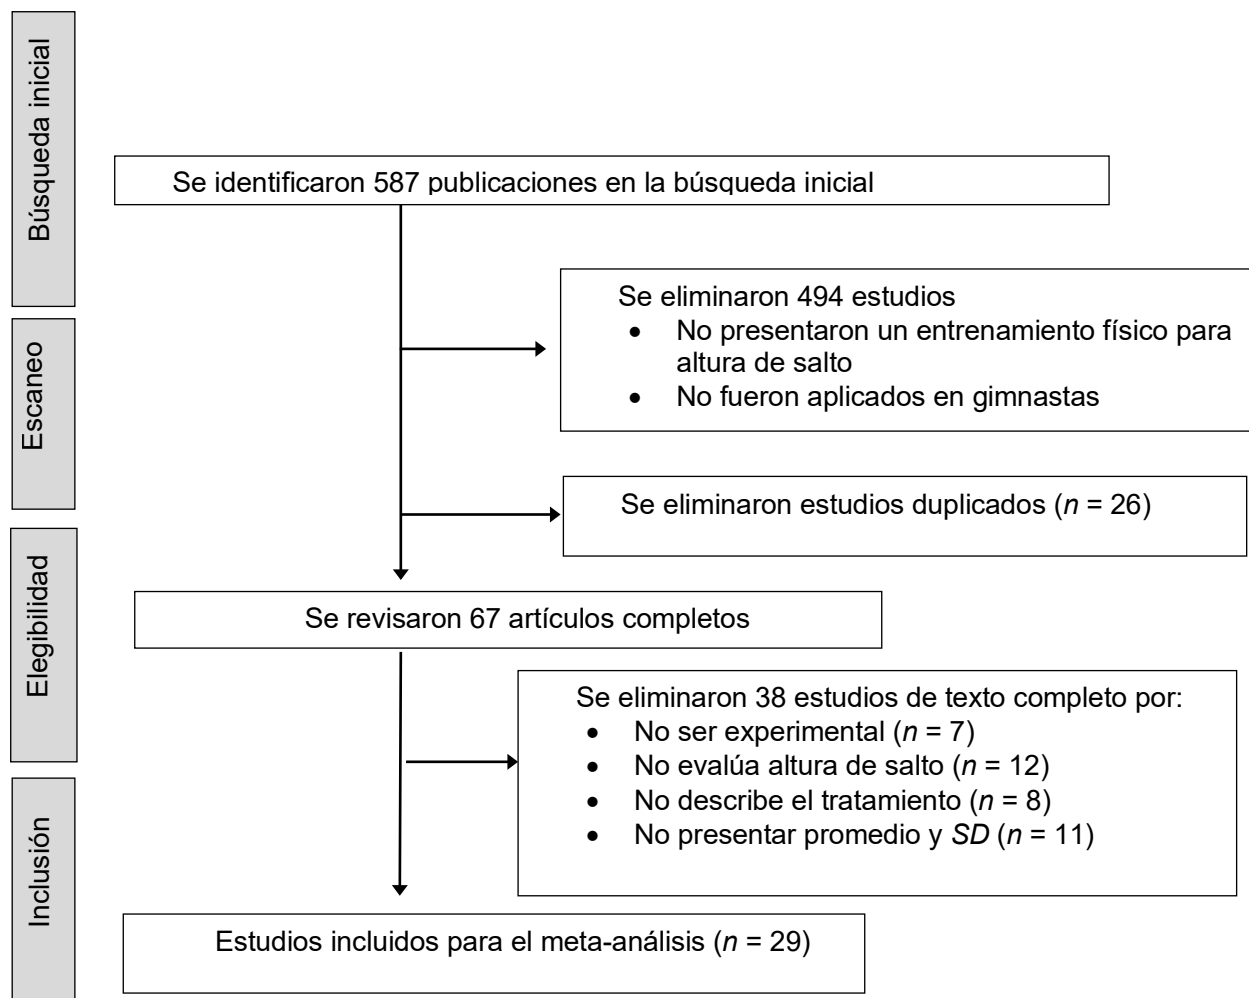 Búsqueda inicial
Se identificaron 587 publicaciones en la búsqueda inicial
Se eliminaron 494 estudios
• No presentaron un entrenamiento físico para
altura de salto
• No fueron aplicados en gimnastas
Escaneo
Se eliminaron estudios duplicados (n = 26)
Elegibilidad
Se revisaron 67 artículos completos
Se eliminaron 38 estudios de texto completo por:
• No ser experimental (n = 7)
• No evalúa altura de salto (n = 12)
• No describe el tratamiento (n = 8)
• No presentar promedio y SD (n = 11)
Inclusión
Estudios incluidos para el meta-análisis (n = 29)